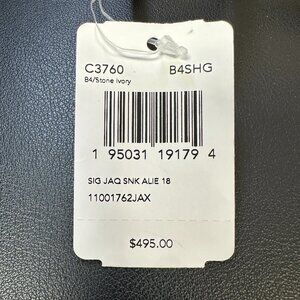 C3760 B4SHG
B4/Stone Ivory
1 95031 19179 4
SIG JAQ SNK ALIE 18
11001762JAX
$495.00